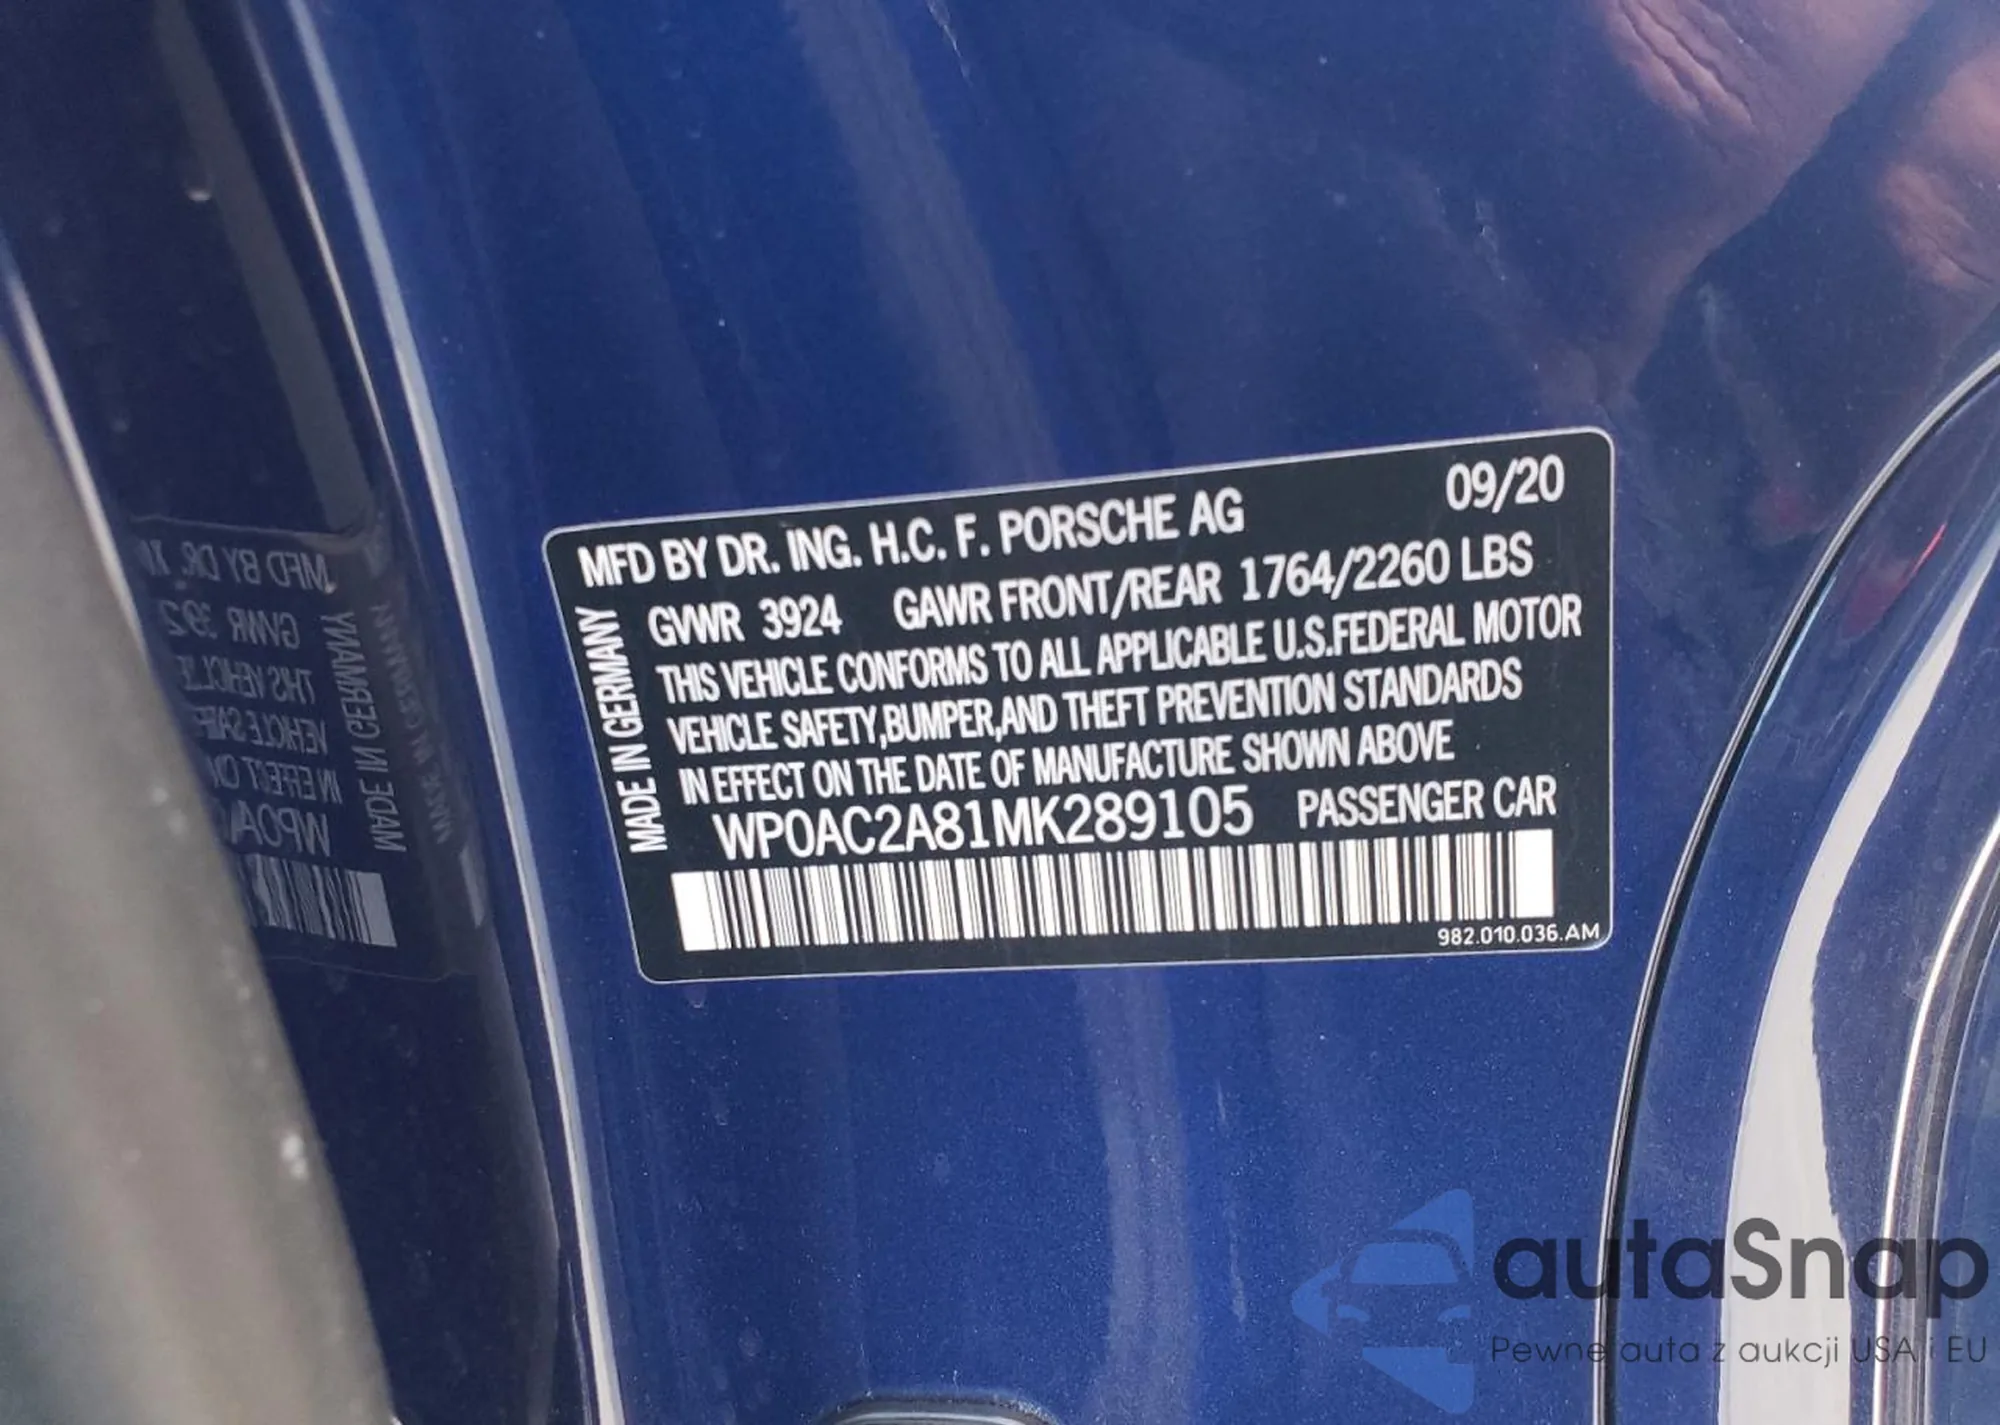 MFD BY DR. ING. H.C. F. PORSCHE AG 09/20
GVWR 3924 GAWR FRONT/REAR 1764/2260 LBS
THIS VEHICLE CONFORMS TO ALL APPLICABLE U.S.FEDERAL MOTOR
VEHICLE SAFETY,BUMPER,AND THEFT PREVENTION STANDARDS
IN EFFECT ON THE DATE OF MANUFACTURE SHOWN ABOVE
WP0AC2A81MK289105 PASSENGER CAR
982.010.036.AM
MADE IN GERMANY
autaSnap
Pewne auta z aukcji USA i EU